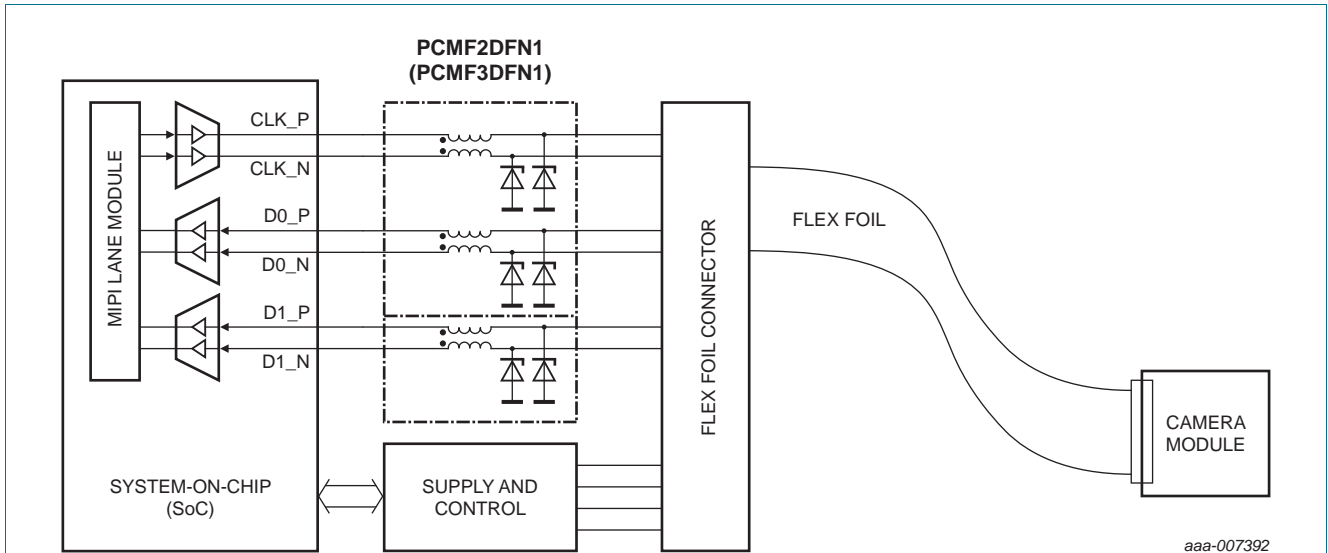 PCMF2DFN1
(PCMF3DFN1)
MIPI LANE MODULE
CLK_P
CLK_N
D0_P
D0_N
D1_P
D1_N
SYSTEM-ON-CHIP
(SoC)
SUPPLY AND
CONTROL
FLEX FOIL CONNECTOR
FLEX FOIL
CAMERA
MODULE
aaa-007392